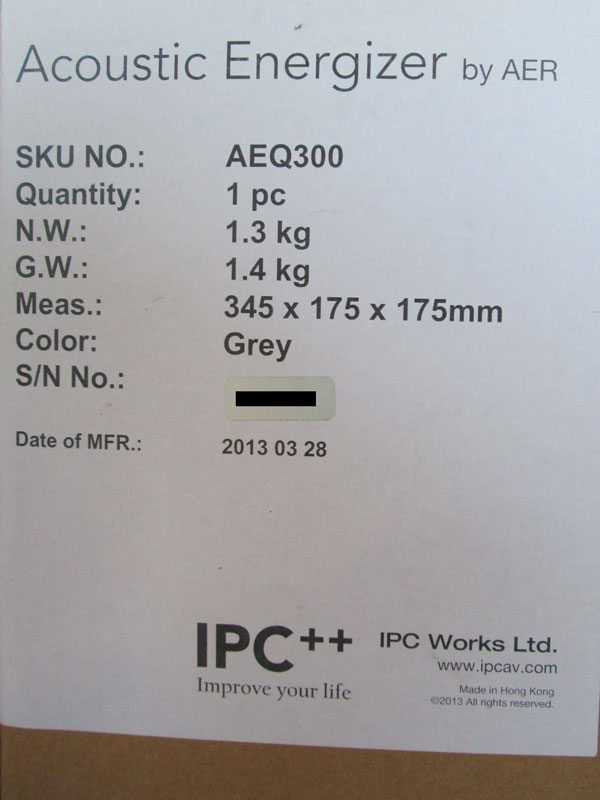 Acoustic Energizer by AER
SKU NO.: AEQ300
Quantity: 1 pc
N.W.: 1.3 kg
G.W.: 1.4 kg
Meas.: 345 x 175 x 175mm
Color: Grey
S/N No.:
Date of MFR.: 2013 03 28
IPC++ IPC Works Ltd.
www.ipcav.com
Improve your life
Made in Hong Kong
©2013 All rights reserved.